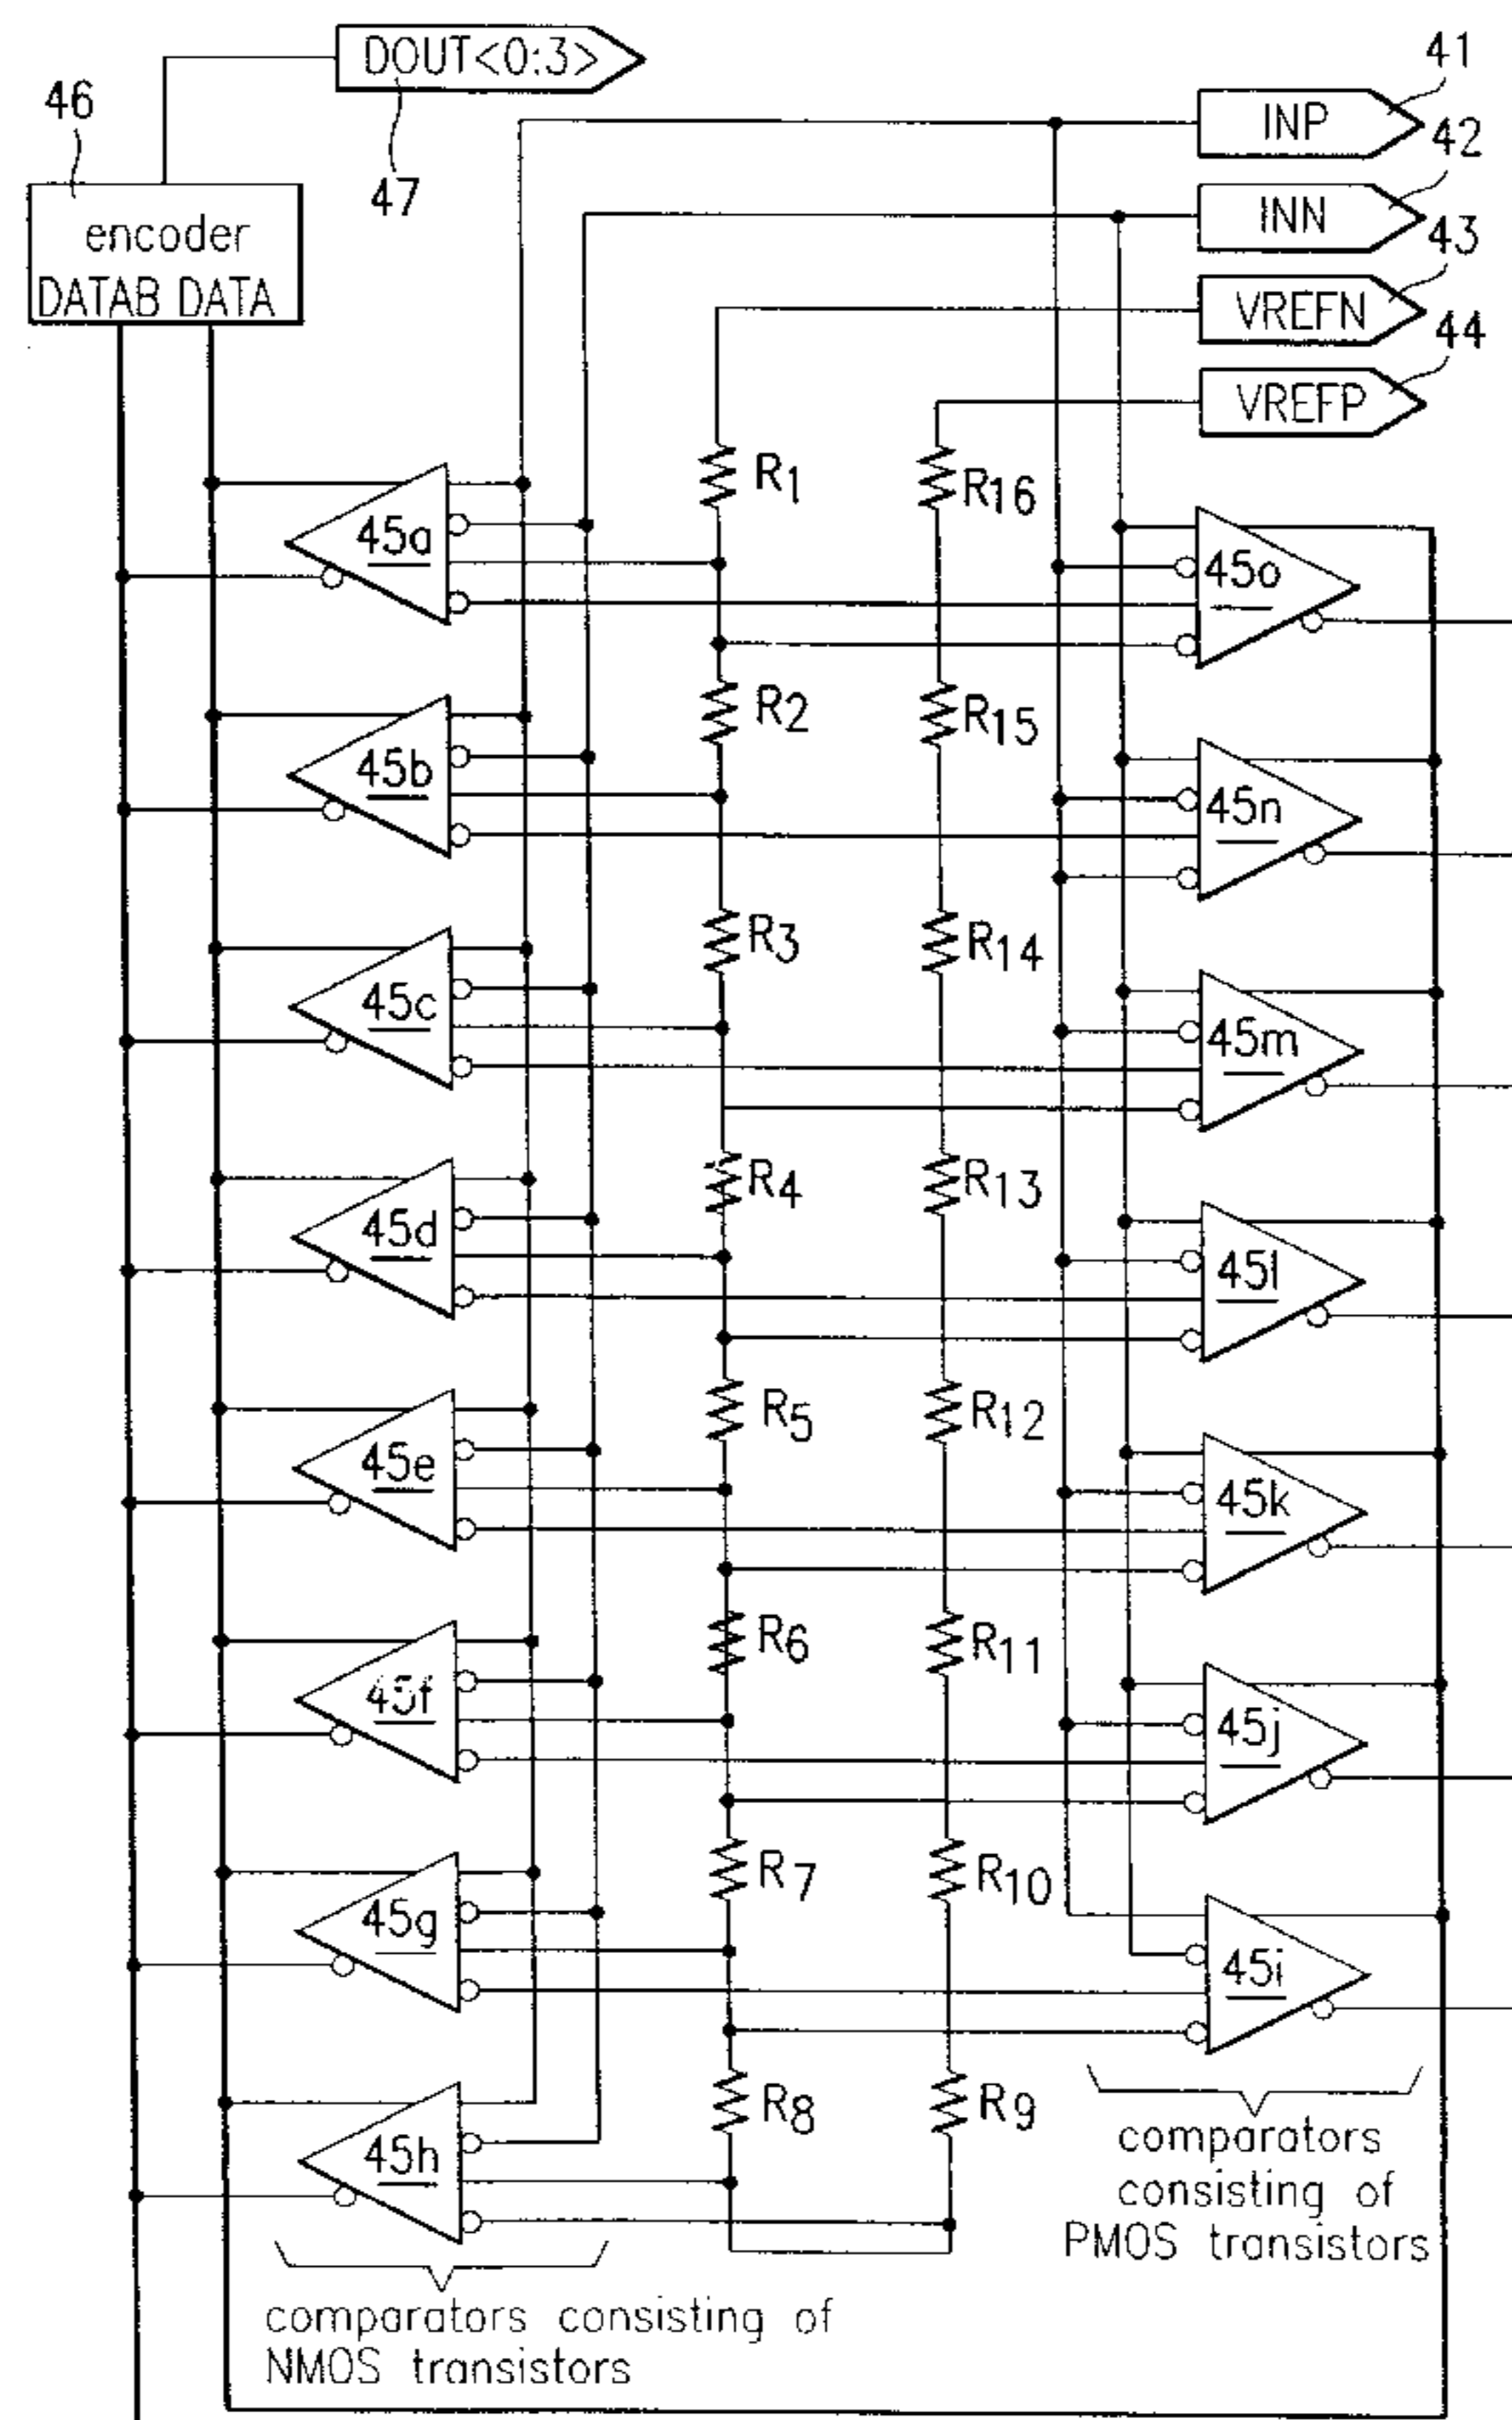 DOUT<0:3>
41
46
INP
42
47
INN
43
encoder
DATAB DATA
VREFN
44
VREFP
R1
R16
45a
45o
R2
R15
45b
45n
R3
R14
45c
45m
R4
R13
45d
45l
R5
R12
45e
45k
R6
R11
45f
45j
R7
R10
45g
45i
R8
R9
45h
comparators
consisting of
PMOS transistors
comparators consisting of
NMOS transistors